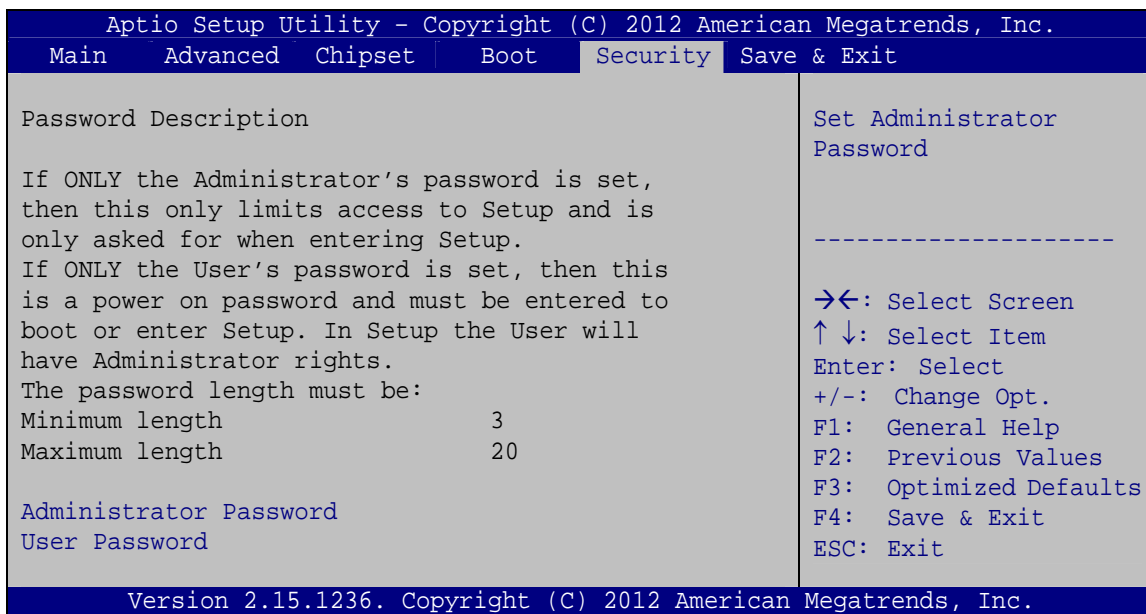 Aptio Setup Utility – Copyright (C) 2012 American Megatrends, Inc.
Main Advanced Chipset Boot Security Save & Exit
Password Description
If ONLY the Administrator’s password is set,
then this only limits access to Setup and is
only asked for when entering Setup.
If ONLY the User’s password is set, then this
is a power on password and must be entered to
boot or enter Setup. In Setup the User will
have Administrator rights.
The password length must be:
Minimum length 3
Maximum length 20
Administrator Password
User Password
Set Administrator
Password
---------------------
→←: Select Screen
↑ ↓: Select Item
Enter: Select
+/-: Change Opt.
F1: General Help
F2: Previous Values
F3: Optimized Defaults
F4: Save & Exit
ESC: Exit
Version 2.15.1236. Copyright (C) 2012 American Megatrends, Inc.